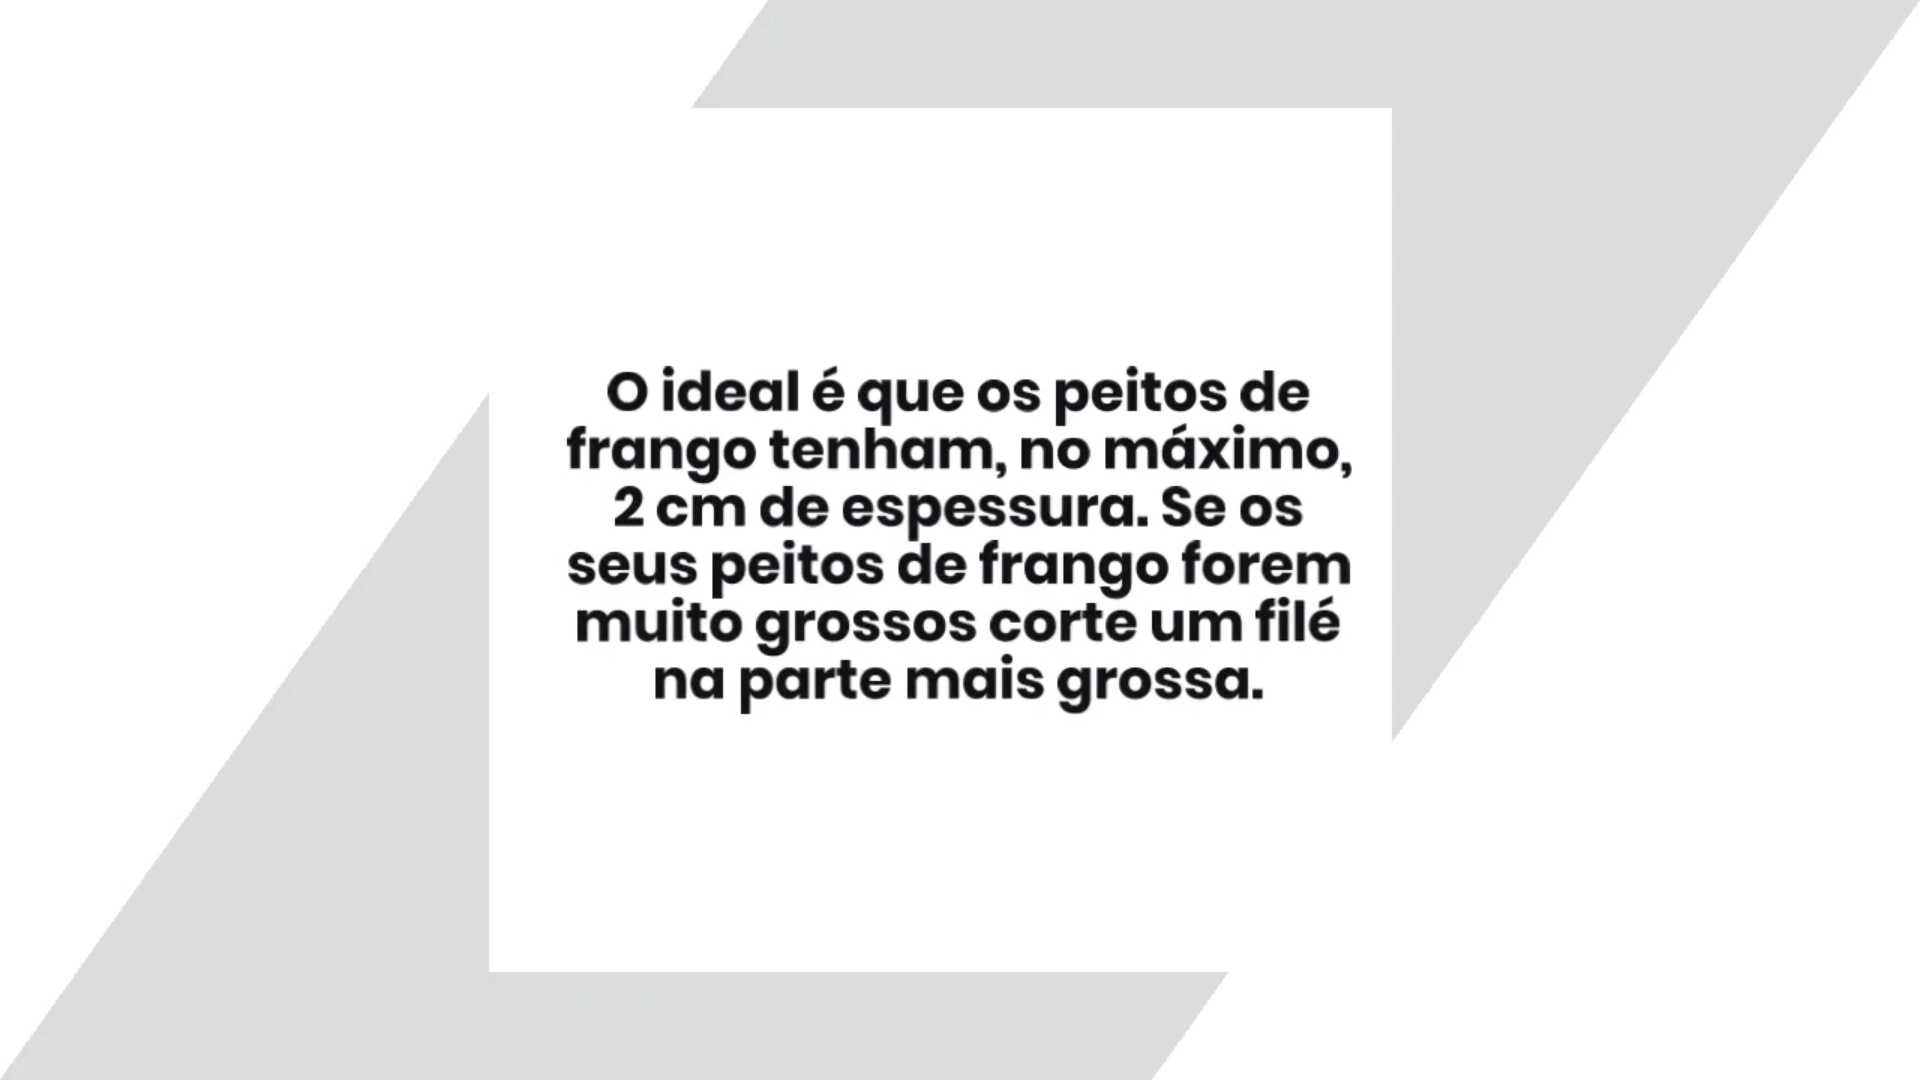 O ideal é que os peitos de
frango tenham, no máximo,
2 cm de espessura. Se os
seus peitos de frango forem
muito grossos corte um filé
na parte mais grossa.